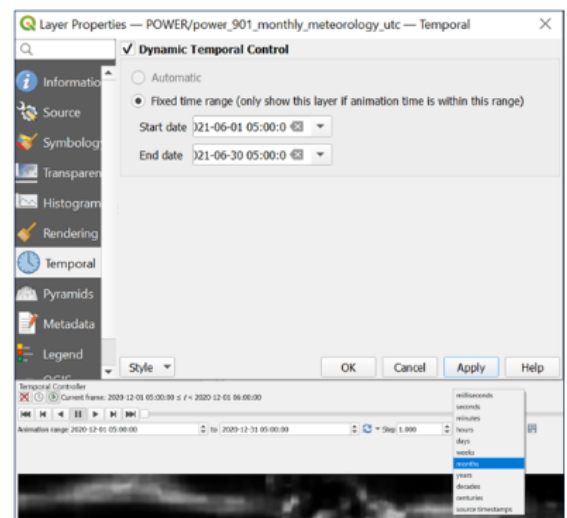 Layer Properties — POWER/power_901_monthly_meteorology_utc — Temporal
Dynamic Temporal Control
Informatio
Automatic
Fixed time range (only show this layer if animation time is within this range)
Source
Start date )21-06-01 05:00:0
Symbolog
End date )21-06-30 05:00:0
Transparen
Histogram
Rendering
Temporal
Pyramids
Metadata
Legend
Style OK Cancel Apply Help
Temporal Controller
Current frame: 2020-12-01 05:00:00 ≤ t < 2020-12-01 06:00:00
Animation range 2020-12-01 05:00:00 to 2020-12-31 05:00:00 Step 1.000
milliseconds
seconds
minutes
hours
days
weeks
months
years
decades
centuries
source timestamps